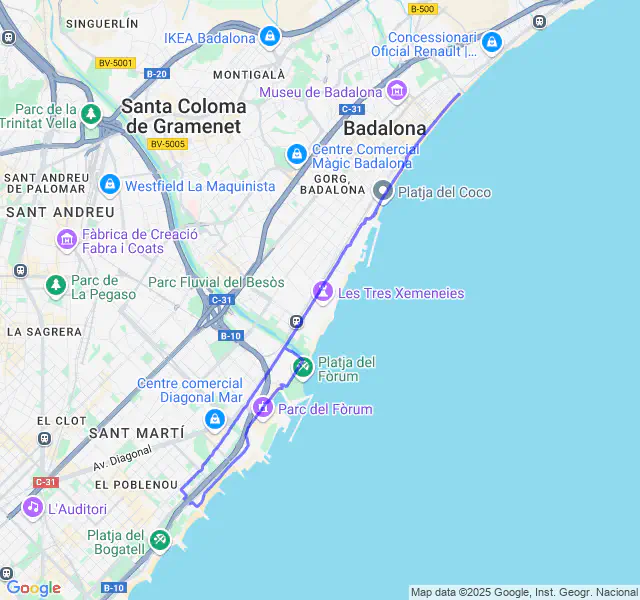 SINGUERLÍN
B-500
IKEA Badalona
Concessionari
Oficial Renault |...
BV-5001
B-20
MONTIGALÀ
Museu de Badalona
Parc de la
Trinitat Vella
Santa Coloma
de Gramenet
C-31
Badalona
BV-5005
Centre Comercial
Màgic Badalona
SANT ANDREU
DE PALOMAR
Westfield La Maquinista
GORG,
BADALONA
Platja del Coco
SANT ANDREU
Fàbrica de Creació
Fabra i Coats
Parc de
La Pegaso
Parc Fluvial del Besòs
Les Tres Xemeneies
C-31
LA SAGRERA
B-10
Platja del
Fòrum
Centre comercial
Diagonal Mar
Parc del Fòrum
EL CLOT
SANT MARTÍ
Av. Diagonal
C-31
EL POBLENOU
L'Auditori
Platja del
Bogatell
B-10
Google
Map data ©2025 Google, Inst. Geogr. Nacional